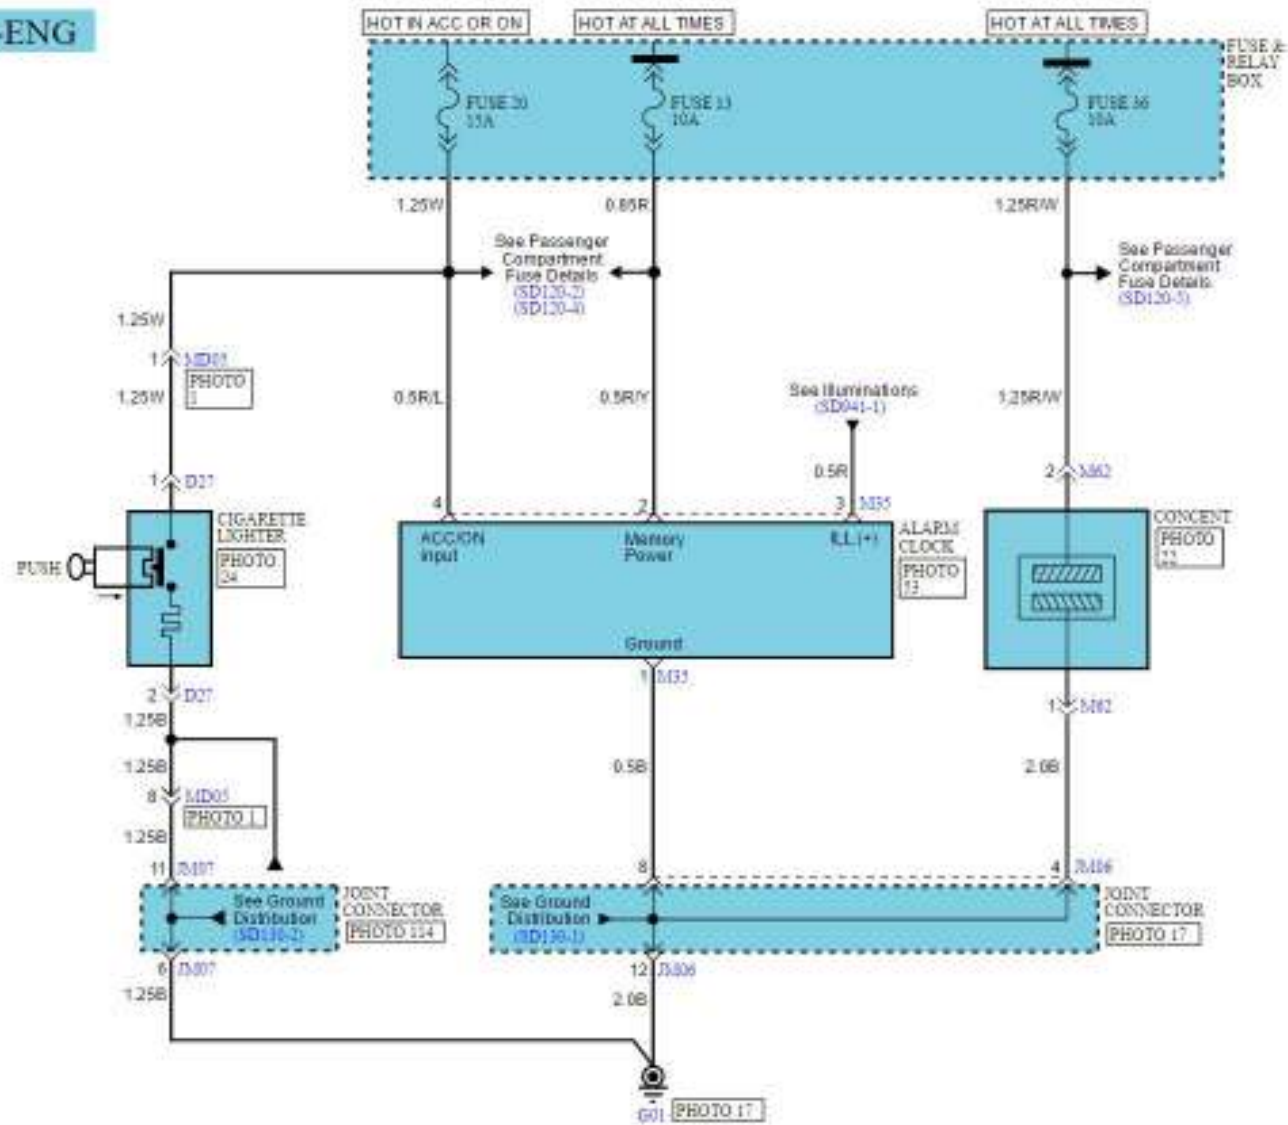 -ENG
HOT IN ACC OR ON
HOT AT ALL TIMES
HOT AT ALL TIMES
FUSE &
RELAY
BOX
FUSE 20
15A
FUSE 13
10A
FUSE 36
10A
1.25W
0.85R
1.25R/W
See Passenger
Compartment
Fuse Details
(SD120-2)
(SD120-4)
See Passenger
Compartment
Fuse Details
(SD120-3)
1.25W
1
MD05
PHOTO
1
1.25W
0.5R/L
0.5R/Y
See Illuminations
(SD941-1)
1.25R/W
0.5R
1
D27
4
2
3
M35
2
M62
CIGARETTE
LIGHTER
PHOTO
24
PUSH
ACC/ON
Input
Memory
Power
ILL.(+)
Ground
ALARM
CLOCK
PHOTO
53
CONCENT
PHOTO
22
2
D27
1
M35
1
M62
1.25B
1.25B
0.5B
2.0B
8
MD05
PHOTO 1
1.25B
11
JM07
8
4
JM06
See Ground
Distribution
(SD130-2)
JOINT
CONNECTOR
PHOTO 114
See Ground
Distribution
(SD130-1)
JOINT
CONNECTOR
PHOTO 17
6
JM07
12
JM06
1.25B
2.0B
G01
PHOTO 17